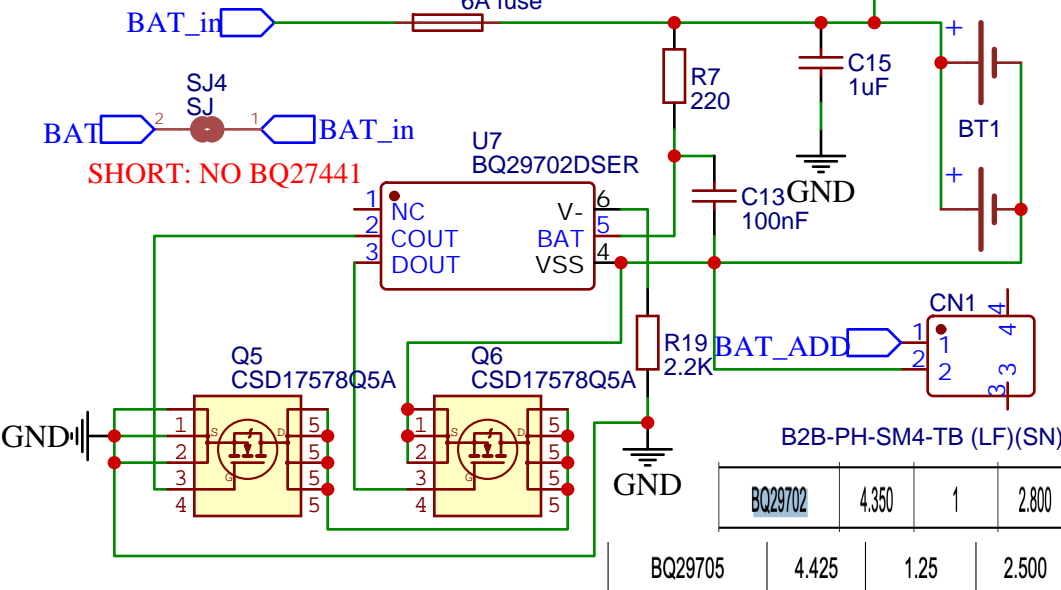 6A fuse
BAT_in
R7
220
C15
1uF
+
BT1
+
SJ4
SJ
BAT
2
1
BAT_in
SHORT: NO BQ27441
U7
BQ29702DSER
1
NC
2
COUT
3
DOUT
V-
6
BAT
5
VSS
4
C13
100nF
GND
CN1
BAT_ADD
1
1
2
2
4
4
3
3
B2B-PH-SM4-TB (LF)(SN)
R19
2.2K
GND
Q5
CSD17578Q5A
GND
1
2
3
4
S
D
G
5
5
5
5
Q6
CSD17578Q5A
1
2
3
4
S
D
G
5
5
5
5
BQ29702 4.350 1 2.800
BQ29705 4.425 1.25 2.500